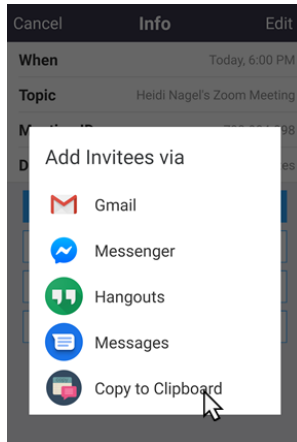 Cancel Info Edit
When Today, 6:00 PM
Topic Heidi Nagel's Zoom Meeting
Add Invitees via
Gmail
Messenger
Hangouts
Messages
Copy to Clipboard